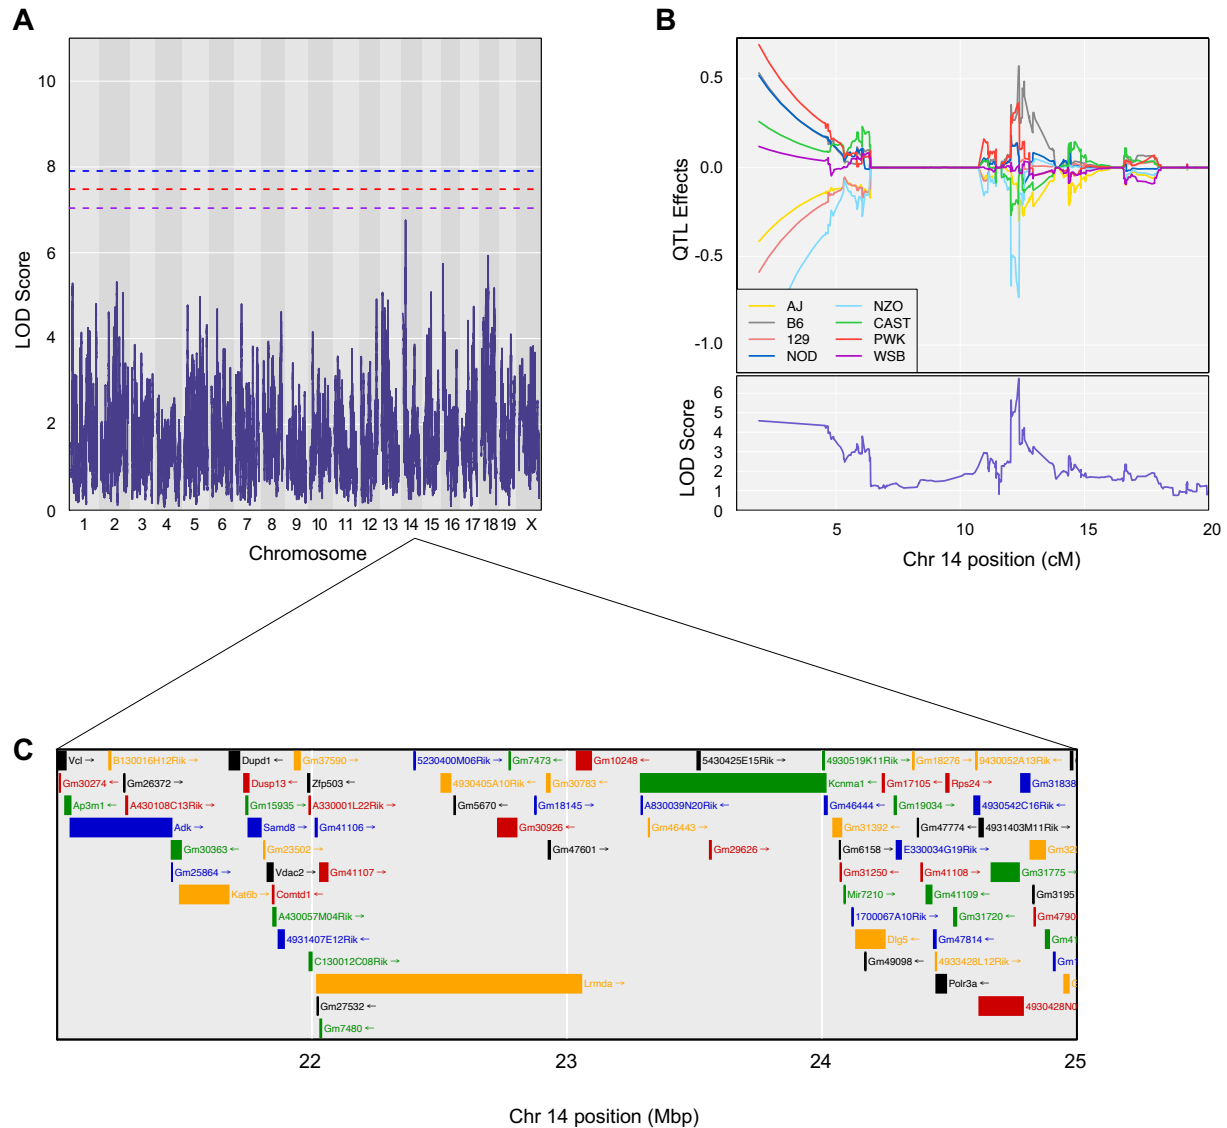 A
B
10
8
6
4
2
0
LOD Score
1 2 3 4 5 6 7 8 9 10 11 12 13 14 15 16 17 18 19 X
Chromosome
0.5
0.0
-0.5
-1.0
QTL Effects
AJ NZO
B6 CAST
129 PWK
NOD WSB
6
5
4
3
2
1
0
LOD Score
5 10 15 20
Chr 14 position (cM)
C
Vcl → B130016H12Rik → Dupd1 ← Gm37590 → 5230400M06Rik → Gm7473 → Gm10248 ← 5430425E15Rik → 4930519K11Rik ← Gm18276 → 9430052A13Rik ←
Gm30274 ← Gm26372 → Dusp13 ← Zfp503 ← 4930405A10Rik ← Gm30783 ← Kcnma1 ← Gm17105 ← Rps24 → Gm31838
Ap3m1 ← A430108C13Rik → Gm15935 → A330001L22Rik → Gm5670 ← Gm18145 → A830039N20Rik → Gm46444 ← Gm19034 → 4930542C16Rik →
Adk → Samd8 → Gm41106 → Gm30926 ← Gm46443 → Gm31392 ← Gm47774 → 4931403M11Rik
Gm30363 ← Gm23502 → Gm47601 ← Gm29626 → Gm6158 ← E330034G19Rik → Gm32
Gm25864 → Vdac2 → Gm41107 ← Gm31250 ← Gm41108 ← Gm31775
Kat6b → Comtd1 ← Mir7210 ← Gm41109 ← Gm3195
A430057M04Rik → 1700067A10Rik → Gm31720 → Gm4790
4931407E12Rik ← Dlg5 ← Gm47814 ← Gm41
C130012C08Rik → Gm49098 ← 4933428L12Rik → Gm1
Lrmda → Polr3a ← G
Gm27532 ← 4930428N0
Gm7480 ←
22 23 24 25
Chr 14 position (Mbp)